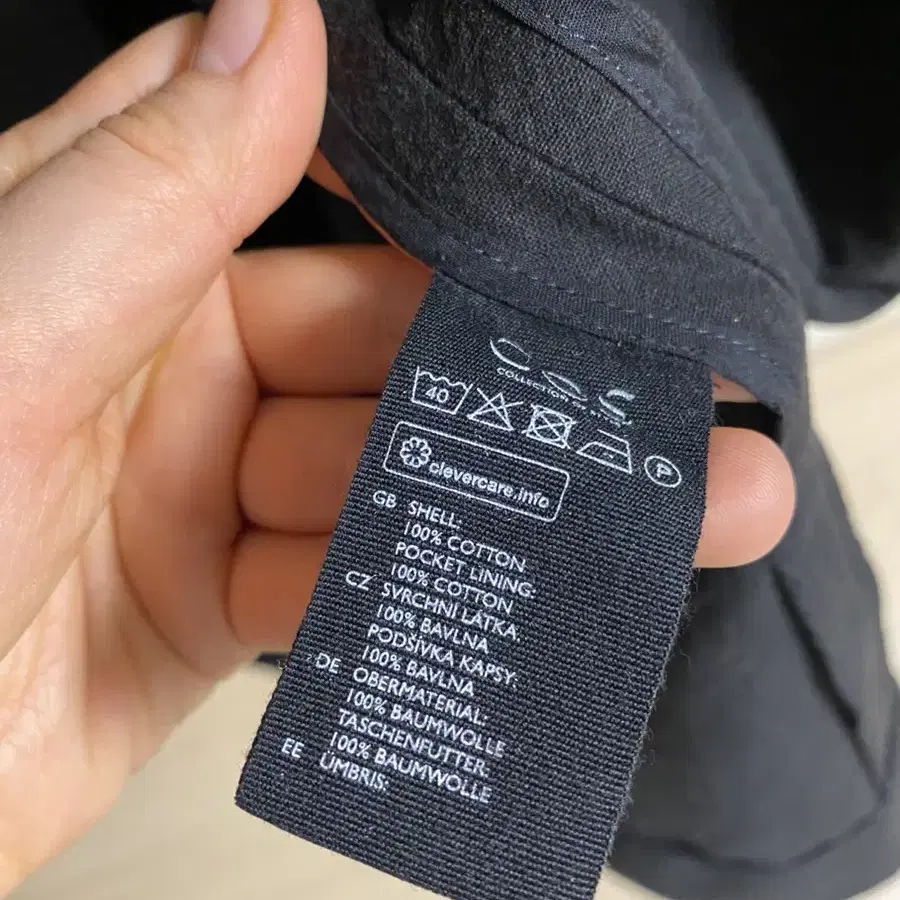 COS
COLLECTION OF STYLE
40
P
clevercare.info
GB SHELL:
100% COTTON
POCKET LINING:
100% COTTON
CZ SVRCHNI LÁTKA:
100% BAVLNA
PODŠÍVKA KAPSY:
100% BAVLNA
DE OBERMATERIAL:
100% BAUMWOLLE
TASCHENFUTTER:
100% BAUMWOLLE
EE ÜMBRIS: